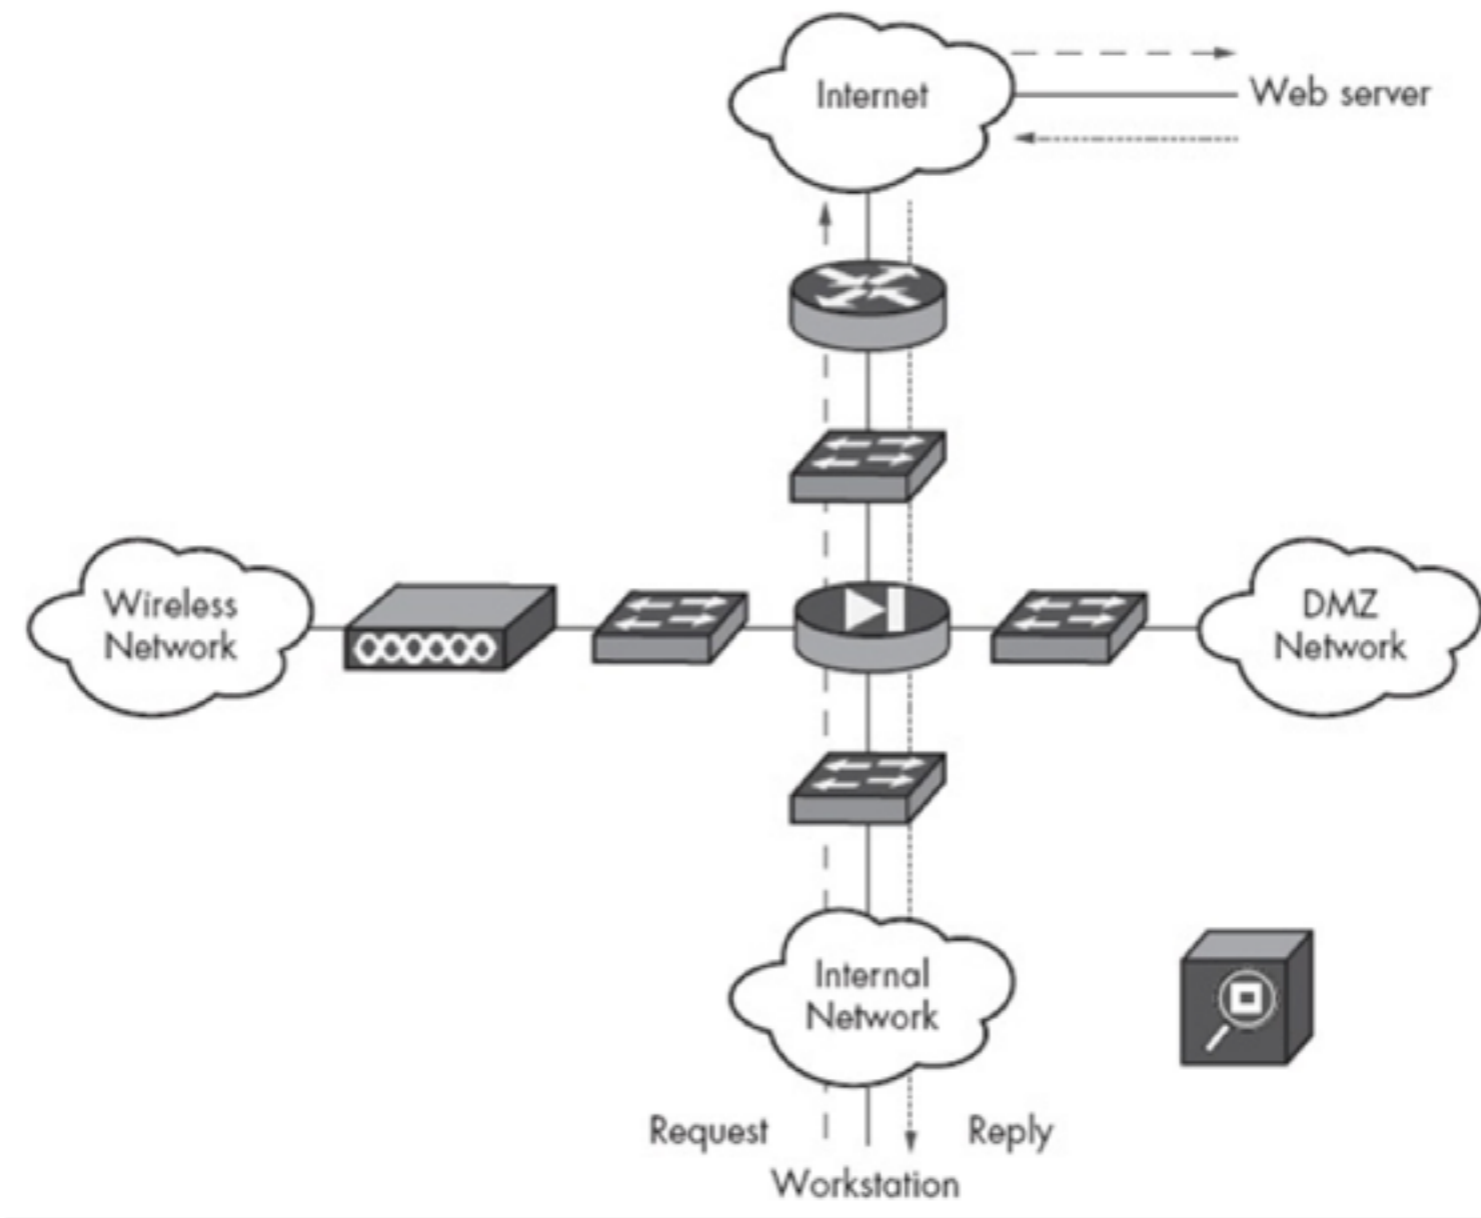 Internet
Web server
Wireless
Network
DMZ
Network
Internal
Network
Request
Reply
Workstation